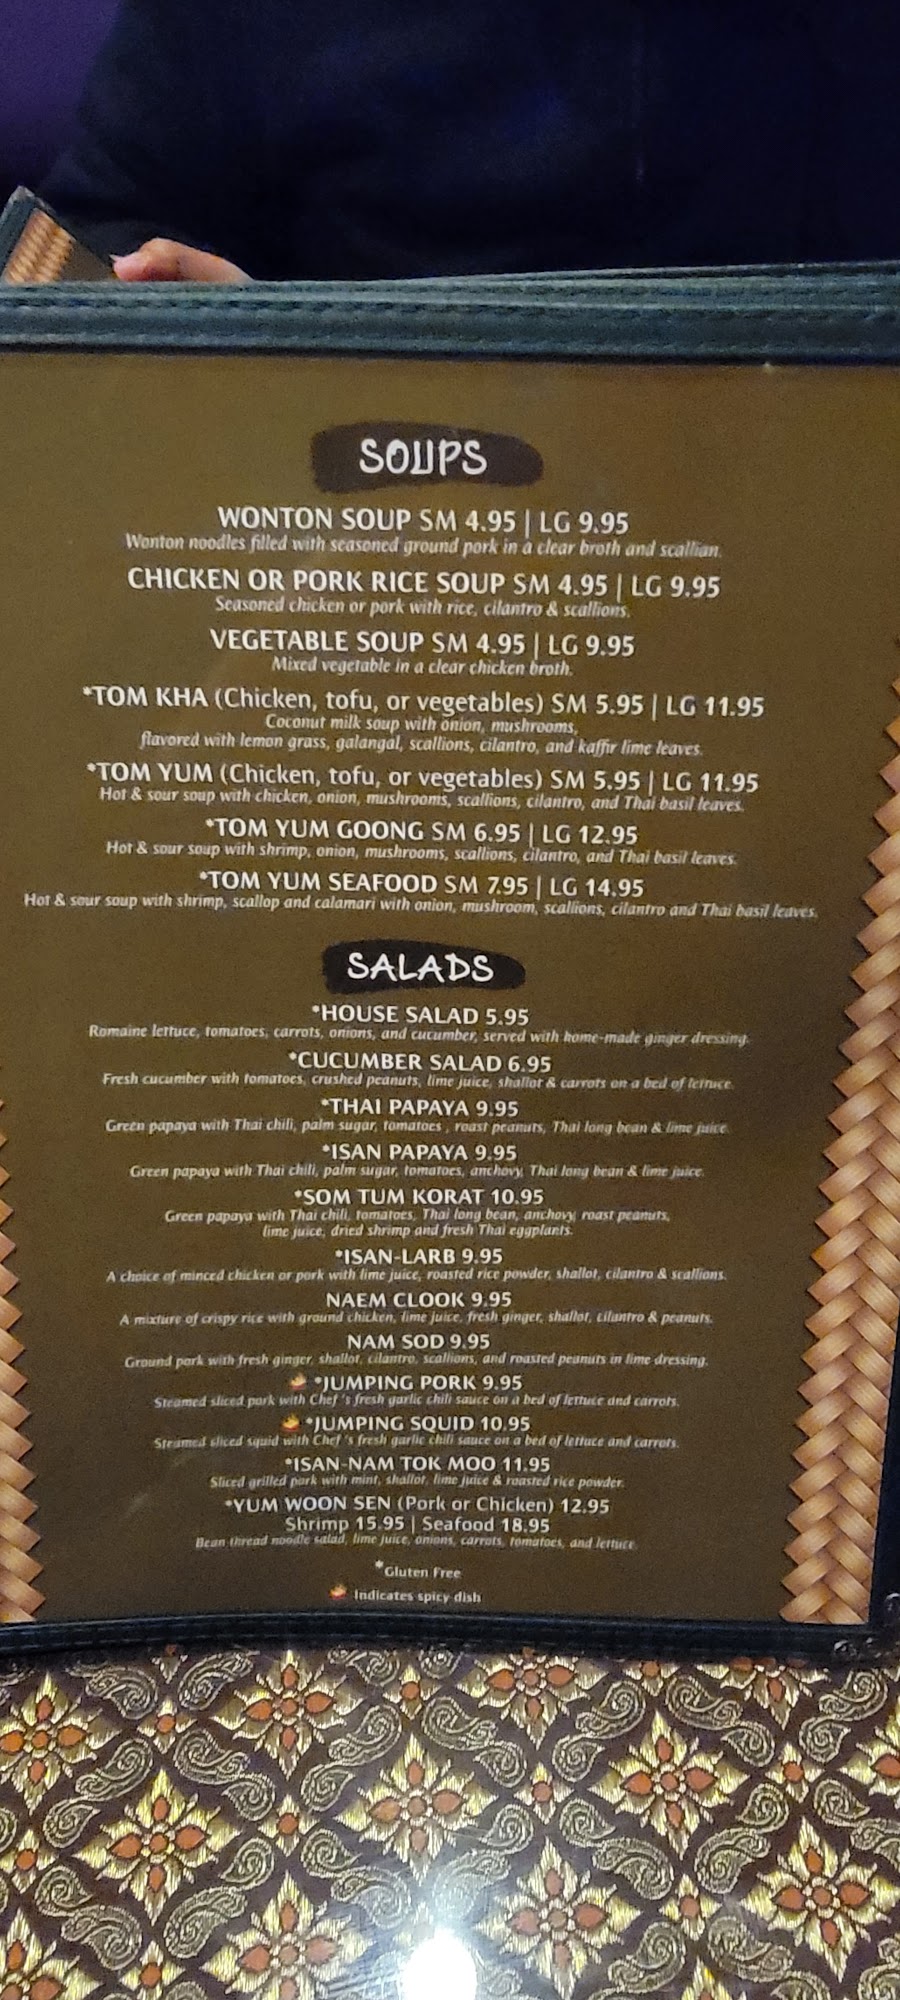 SOUPS
WONTON SOUP SM 4.95 | LG 9.95
Wonton noodles filled with seasoned ground pork in a clear broth and scallian.
CHICKEN OR PORK RICE SOUP SM 4.95 | LG 9.95
Seasoned chicken or pork with rice, cilantro & scallions.
VEGETABLE SOUP SM 4.95 | LG 9.95
Mixed vegetable in a clear chicken broth.
*TOM KHA (Chicken, tofu, or vegetables) SM 5.95 | LG 11.95
Coconut milk soup with onion, mushrooms,
flavored with lemon grass, galangal, scallions, cilantro, and kaffir lime leaves.
*TOM YUM (Chicken, tofu, or vegetables) SM 5.95 | LG 11.95
Hot & sour soup with chicken, onion, mushrooms, scallions, cilantro, and Thai basil leaves.
*TOM YUM GOONG SM 6.95 | LG 12.95
Hot & sour soup with shrimp, onion, mushrooms, scallions, cilantro, and Thai basil leaves.
*TOM YUM SEAFOOD SM 7.95 | LG 14.95
Hot & sour soup with shrimp, scallop and calamari with onion, mushroom, scallions, cilantro and Thai basil leaves.
SALADS
*HOUSE SALAD 5.95
Romaine lettuce, tomatoes, carrots, onions, and cucumber, served with home-made ginger dressing.
*CUCUMBER SALAD 6.95
Fresh cucumber with tomatoes, crushed peanuts, lime juice, shallot & carrots on a bed of lettuce.
*THAI PAPAYA 9.95
Green papaya with Thai chili, palm sugar, tomatoes , roast peanuts, Thai long bean & lime juice.
*ISAN PAPAYA 9.95
Green papaya with Thai chili, palm sugar, tomatoes, anchovy, Thai long bean & lime juice.
*SOM TUM KORAT 10.95
Green papaya with Thai chili, tomatoes, Thai long bean, anchovy, roast peanuts,
lime juice, dried shrimp and fresh Thai eggplants.
*ISAN-LARB 9.95
A choice of minced chicken or pork with lime juice, roasted rice powder, shallot, cilantro & scallions.
NAEM CLOOK 9.95
A mixture of crispy rice with ground chicken, lime juice, fresh ginger, shallot, cilantro & peanuts.
NAM SOD 9.95
Ground pork with fresh ginger, shallot, cilantro, scallions, and roasted peanuts in lime dressing.
*JUMPING PORK 9.95
Steamed sliced pork with Chef 's fresh garlic chili sauce on a bed of lettuce and carrots.
*JUMPING SQUID 10.95
Steamed sliced squid with Chef 's fresh garlic chili sauce on a bed of lettuce and carrots.
*ISAN-NAM TOK MOO 11.95
Sliced grilled pork with mint, shallot, lime juice & roasted rice powder.
*YUM WOON SEN (Pork or Chicken) 12.95
Shrimp 15.95 | Seafood 18.95
Bean thread noodle salad, lime juice, onions, carrots, tomatoes, and lettuce.
*Gluten Free
Indicates spicy dish